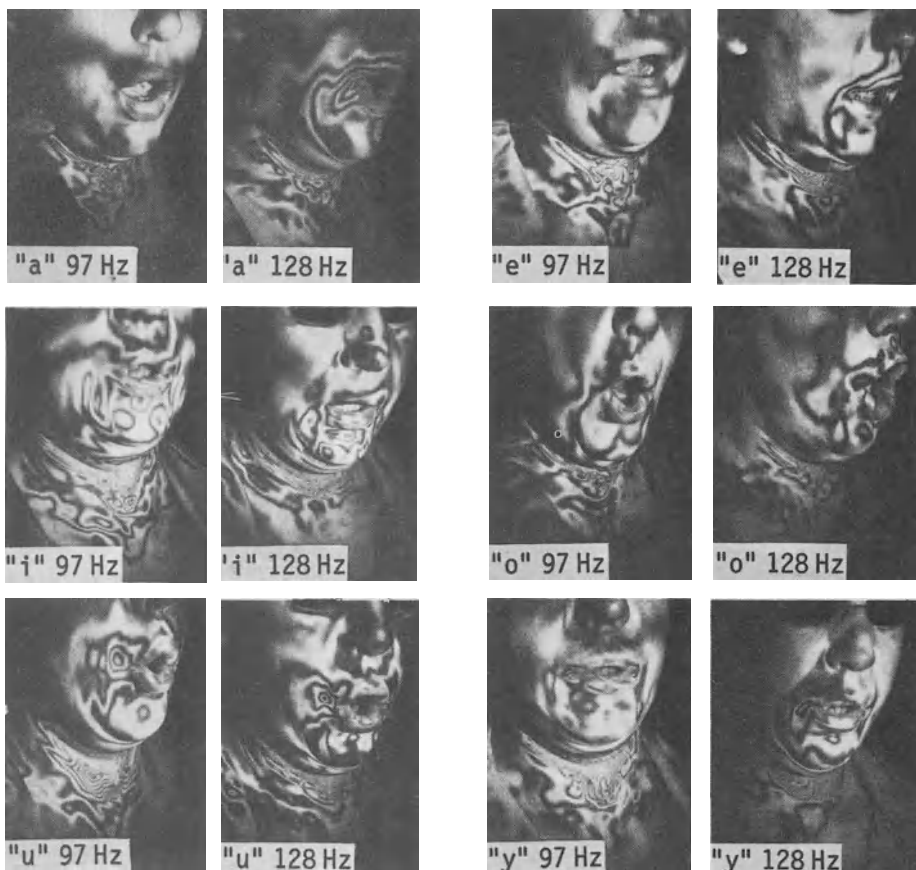 "a" 97 Hz
'a" 128 Hz
"e" 97 Hz
"e" 128 Hz
"i" 97 Hz
'i" 128 Hz
"o" 97 Hz
"o" 128 Hz
"u" 97 Hz
"u" 128 Hz
"y" 97 Hz
"y" 128 Hz